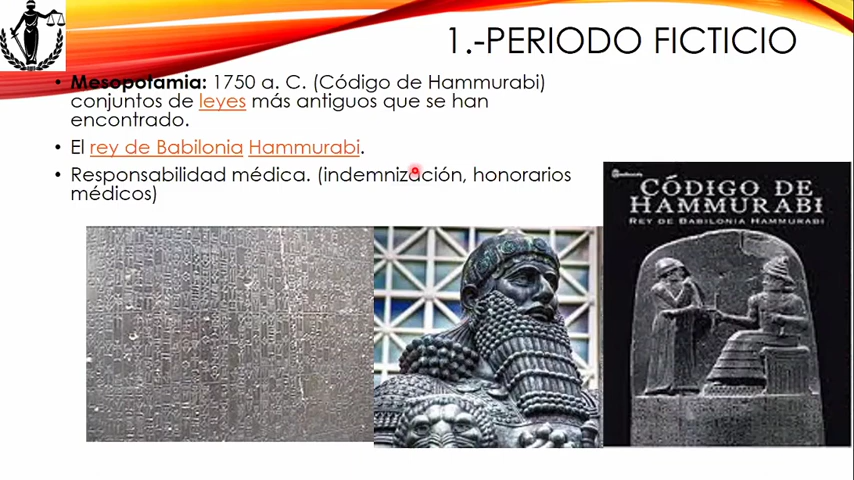 1.-PERIODO FICTICIO
• Mesopotamia: 1750 a. C. (Código de Hammurabi)
conjuntos de leyes más antiguos que se han
encontrado.
• El rey de Babilonia Hammurabi.
• Responsabilidad médica. (indemnización, honorarios
médicos)
CÓDIGO DE
HAMMURABI
REY DE BABILONIA HAMMURABI